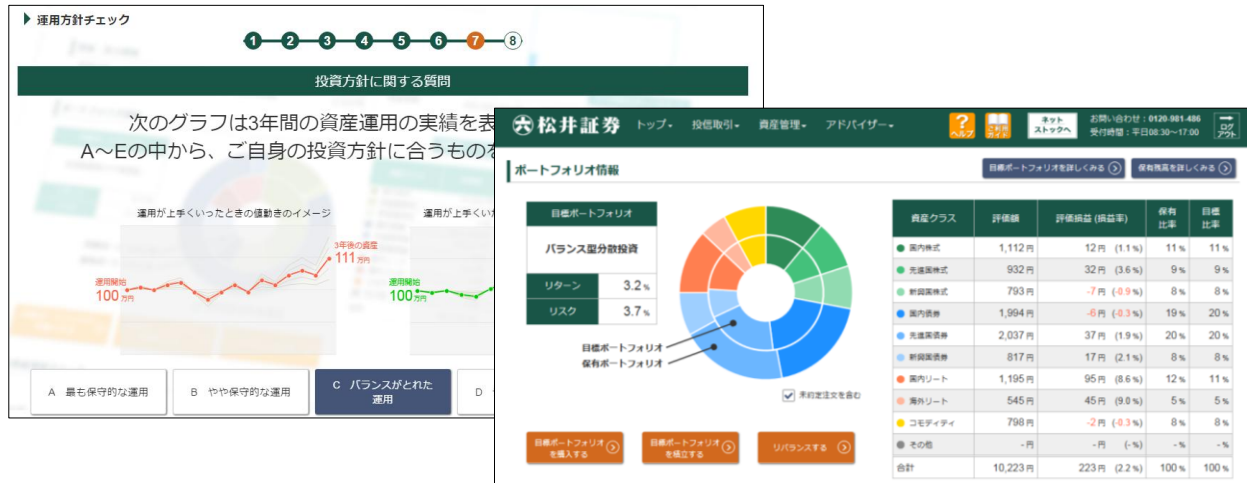 運用方針チェック
1 2 3 4 5 6 7 8
投資方針に関する質問
次のグラフは3年間の資産運用の実績を表
A～Eの中から、ご自身の投資方針に合うものを
運用が上手くいったときの値動きのイメージ
運用が上手くい
3年後の資産
111万円
運用開始
100万円
運用開始
100万円
A 最も保守的な運用
B やや保守的な運用
C バランスがとれた
運用
D
松井証券
トップ
投信取引
資産管理
アドバイザー
ヘルプ
ご利用
ガイド
ネット
ストックへ
お問い合わせ：0120-981-486
受付時間：平日08:30～17:00
ログ
アウト
ポートフォリオ情報
目標ポートフォリオを詳しくみる
保有残高を詳しくみる
目標ポートフォリオ
バランス型分散投資
リターン 3.2%
リスク 3.7%
目標ポートフォリオ
保有ポートフォリオ
未約定注文を含む
目標ポートフォリオ
を購入する
目標ポートフォリオ
を積立する
リバランスする
資産クラス 評価額 評価損益(損益率) 保有比率 目標比率
国内株式 1,112円 12円 (1.1%) 11% 11%
先進国株式 932円 32円 (3.6%) 9% 9%
新興国株式 793円 -7円 (-0.9%) 8% 8%
国内債券 1,994円 -6円 (-0.3%) 19% 20%
先進国債券 2,037円 37円 (1.9%) 20% 20%
新興国債券 817円 17円 (2.1%) 8% 8%
国内リート 1,195円 95円 (8.6%) 12% 11%
海外リート 545円 45円 (9.0%) 5% 5%
コモディティ 798円 -2円 (-0.3%) 8% 8%
その他 -円 -円 (-%) -% -%
合計 10,223円 223円 (2.2%) 100% 100%